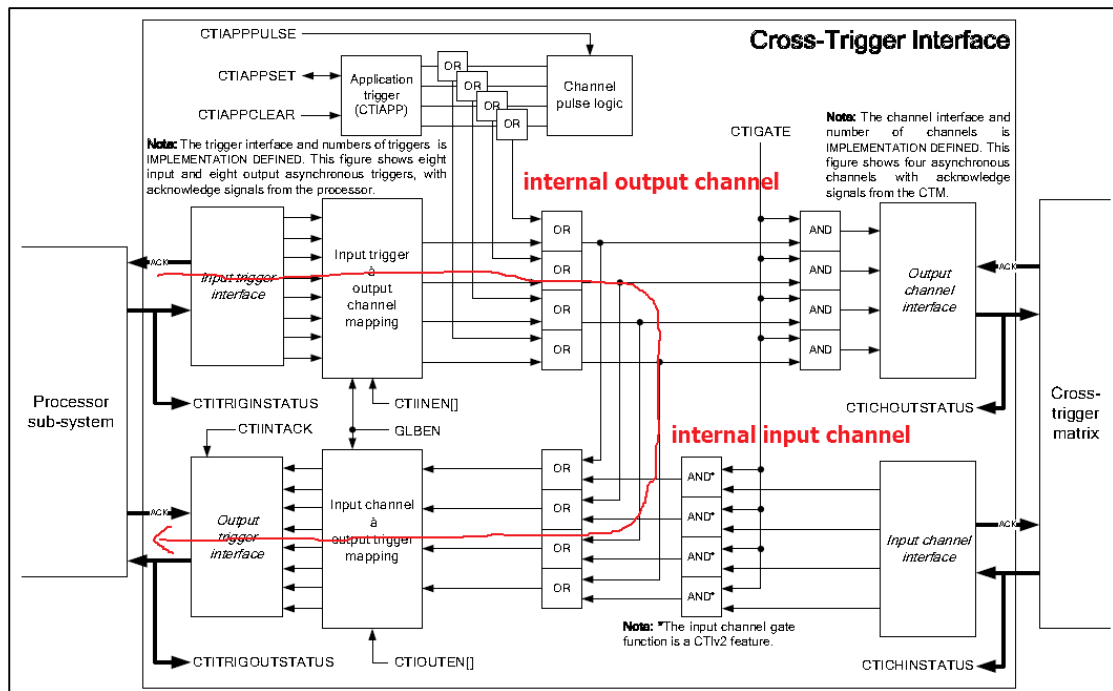 Cross-Trigger Interface
CTIAPPPULSE
CTIAPPSET
CTIAPPCLEAR
Application
trigger
(CTIAPP)
OR
OR
OR
OR
Channel
pulse logic
Note: The trigger interface and numbers of triggers is
IMPLEMENTATION DEFINED. This figure shows eight
input and eight output asynchronous triggers, with
acknowledge signals from the processor.
CTIGATE
Note: The channel interface and
number of channels is
IMPLEMENTATION DEFINED. This
figure shows four asynchronous
channels with acknowledge
signals from the CTM.
internal output channel
Processor
sub-system
ACK
Input trigger
interface
Input trigger
à
output
channel
mapping
OR
OR
OR
OR
AND
AND
AND
AND
Output
channel
interface
ACK
Cross-
trigger
matrix
CTITRIGINSTATUS
CTIINEN[]
CTICHOUTSTATUS
CTIINTACK
GLBEN
internal input channel
ACK
Output
trigger
interface
Input channel
à
output trigger
mapping
OR
OR
OR
OR
AND*
AND*
AND*
AND*
Input channel
interface
ACK
Note: *The input channel gate
function is a CTIv2 feature.
CTITRIGOUTSTATUS
CTIOUTEN[]
CTICHINSTATUS